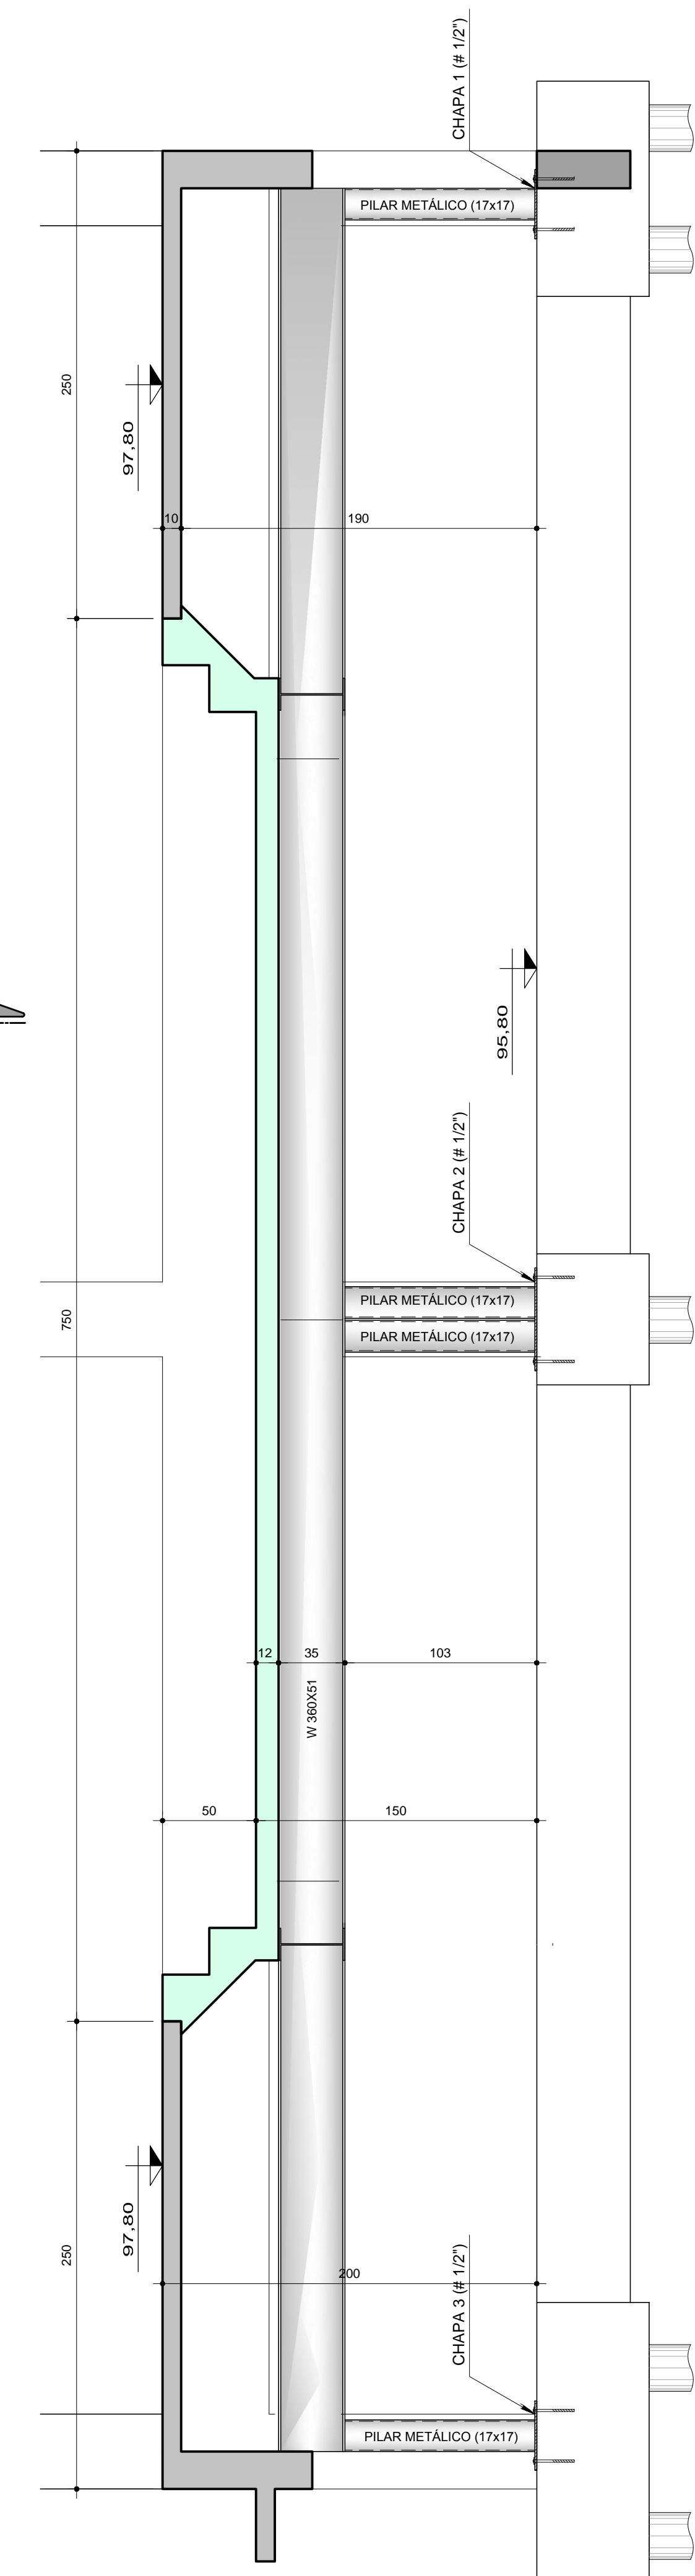 CHAPA 1 (# 1/2")
PILAR METÁLICO (17x17)
250
97,80
10
190
95,80
CHAPA 2 (# 1/2")
PILAR METÁLICO (17x17)
750
PILAR METÁLICO (17x17)
12
35
103
W 360X51
50
150
97,80
250
200
CHAPA 3 (# 1/2")
PILAR METÁLICO (17x17)